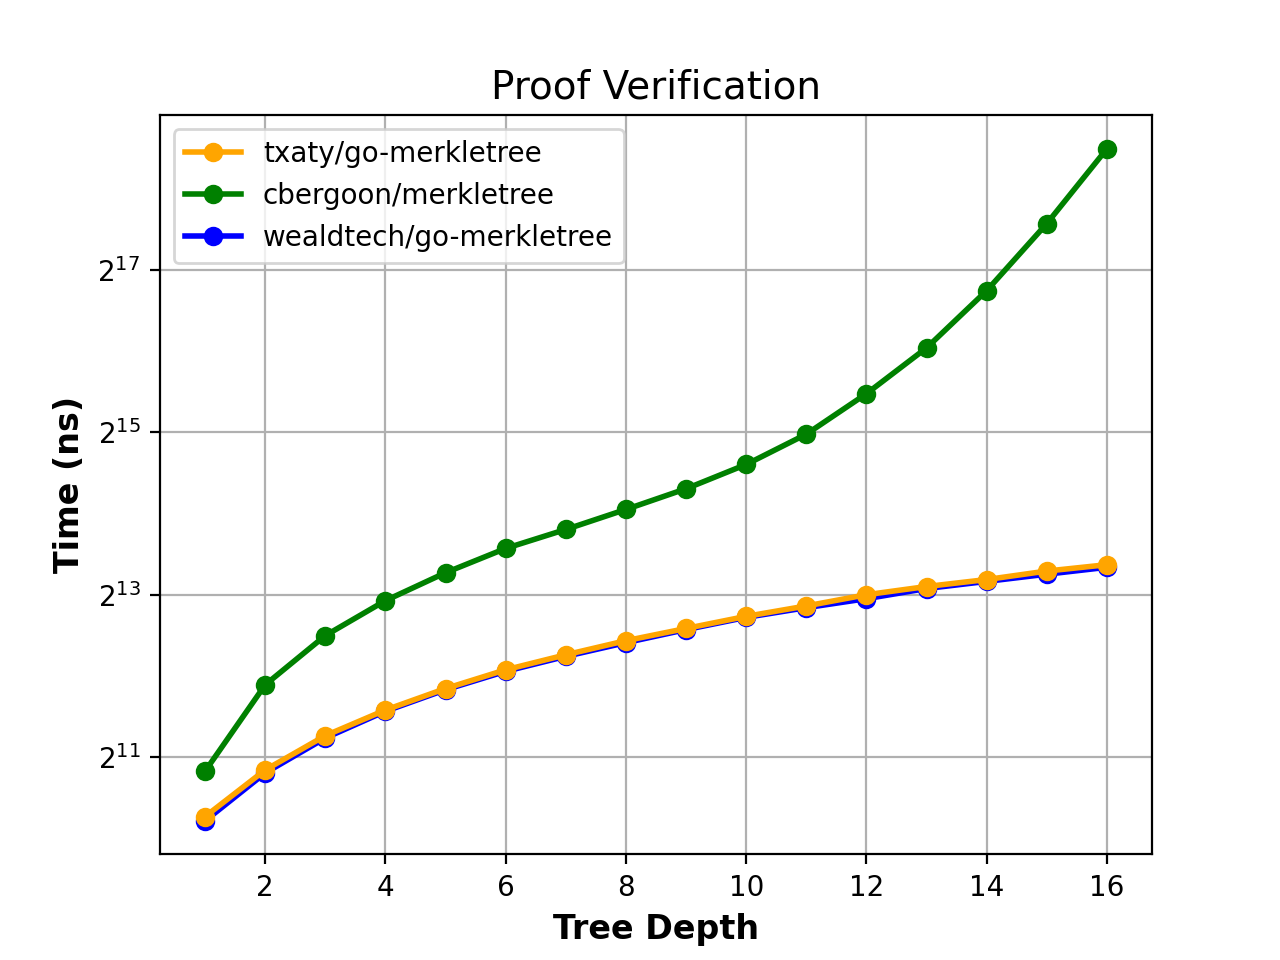 Proof Verification
txaty/go-merkletree
cbergoon/merkletree
wealdtech/go-merkletree
2^17
2^15
2^13
2^11
Time (ns)
2 4 6 8 10 12 14 16
Tree Depth